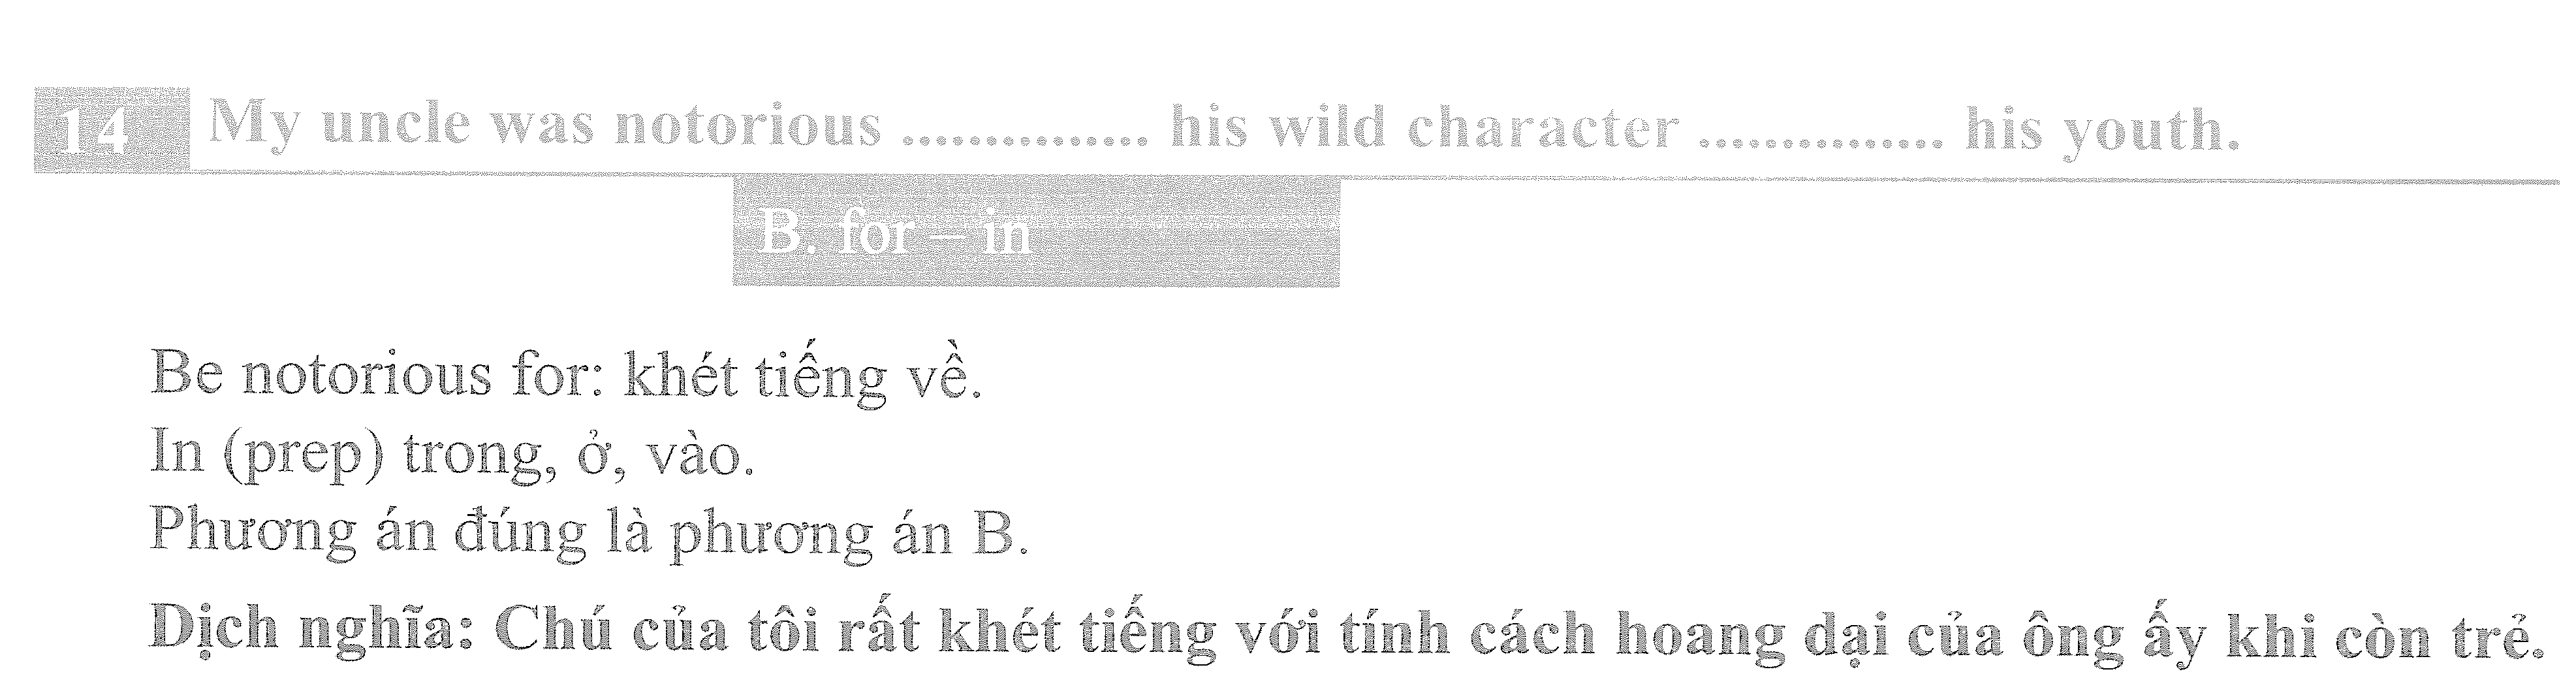 14 My uncle was notorious .............. his wild character .............. his youth.
B. for – in
Be notorious for: khét tiếng về.
In (prep) trong, ở, vào.
Phương án đúng là phương án B.
Dịch nghĩa: Chú của tôi rất khét tiếng với tính cách hoang dại của ông ấy khi còn trẻ.